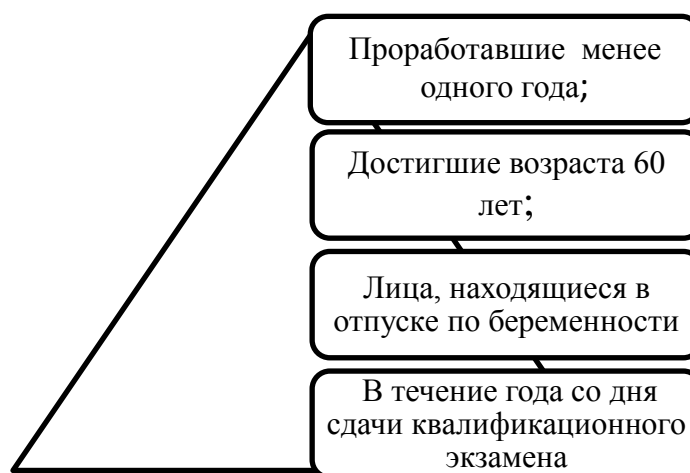 Проработавшие менее
одного года;
Достигшие возраста 60
лет;
Лица, находящиеся в
отпуске по беременности
В течение года со дня
сдачи квалификационного
экзамена